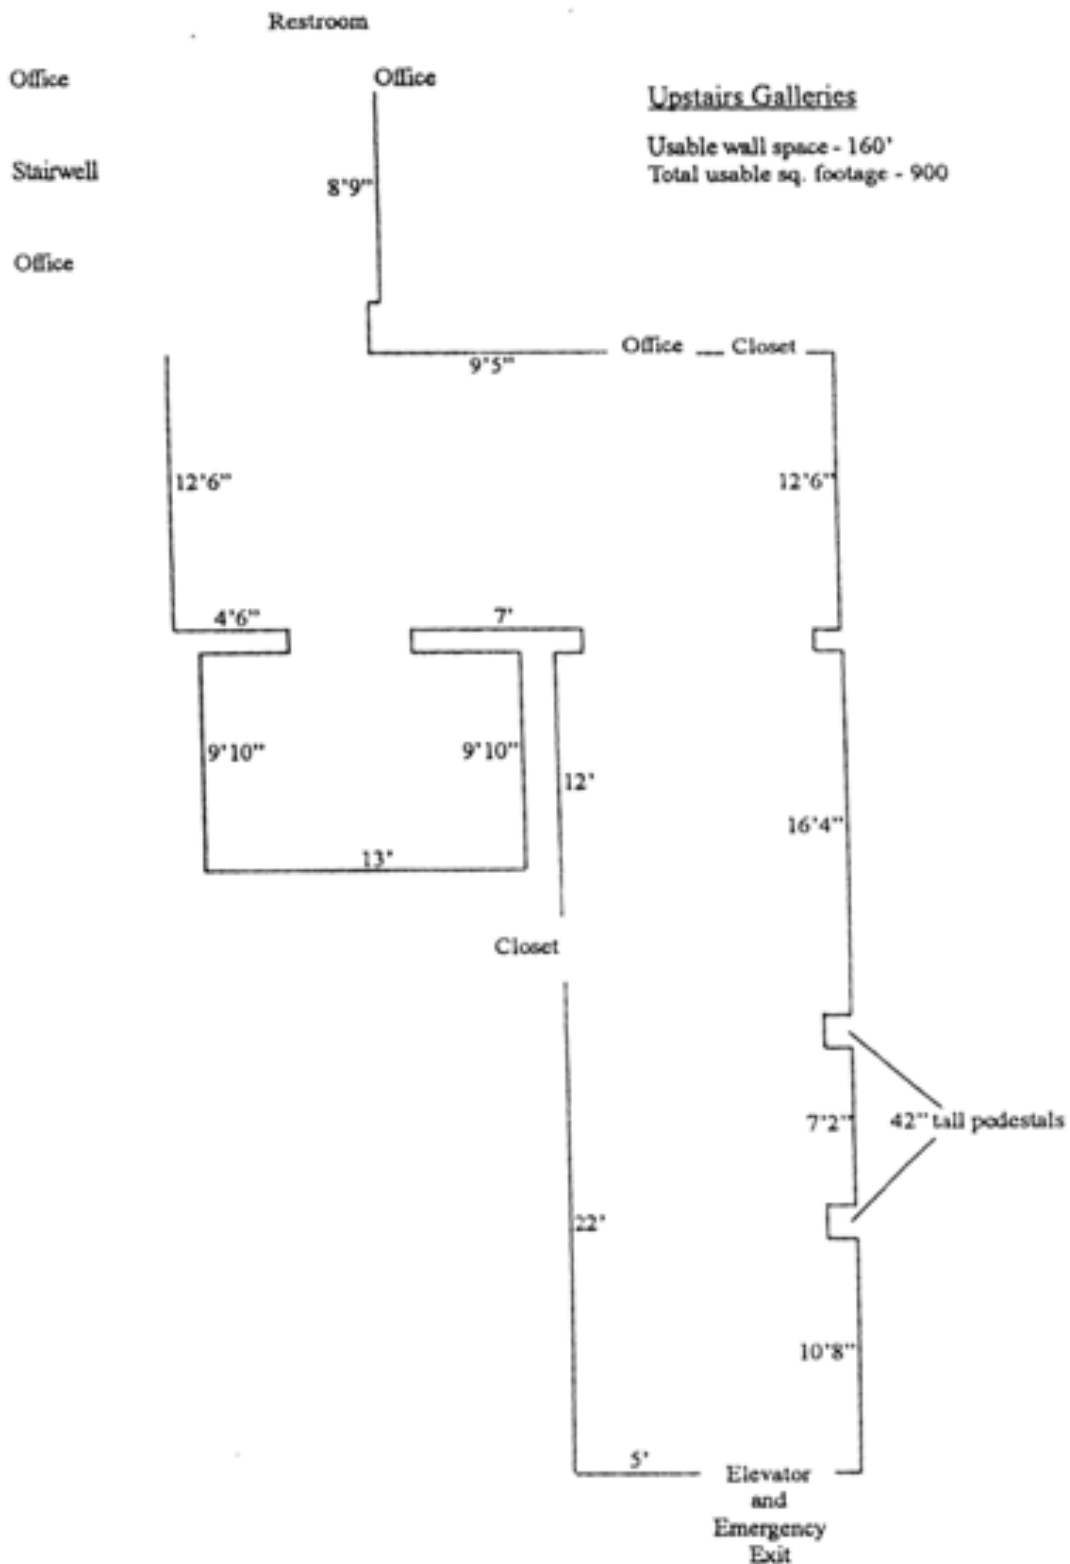 Restroom
Office
Office
Upstairs Galleries
Usable wall space - 160'
Total usable sq. footage - 900
Stairwell
8'9"
Office
9'5"
Office
Closet
12'6"
12'6"
4'6"
7'
9'10"
9'10"
12'
16'4"
13'
Closet
7'2"
42" tall podestals
22'
10'8"
5'
Elevator
and
Emergency
Exit